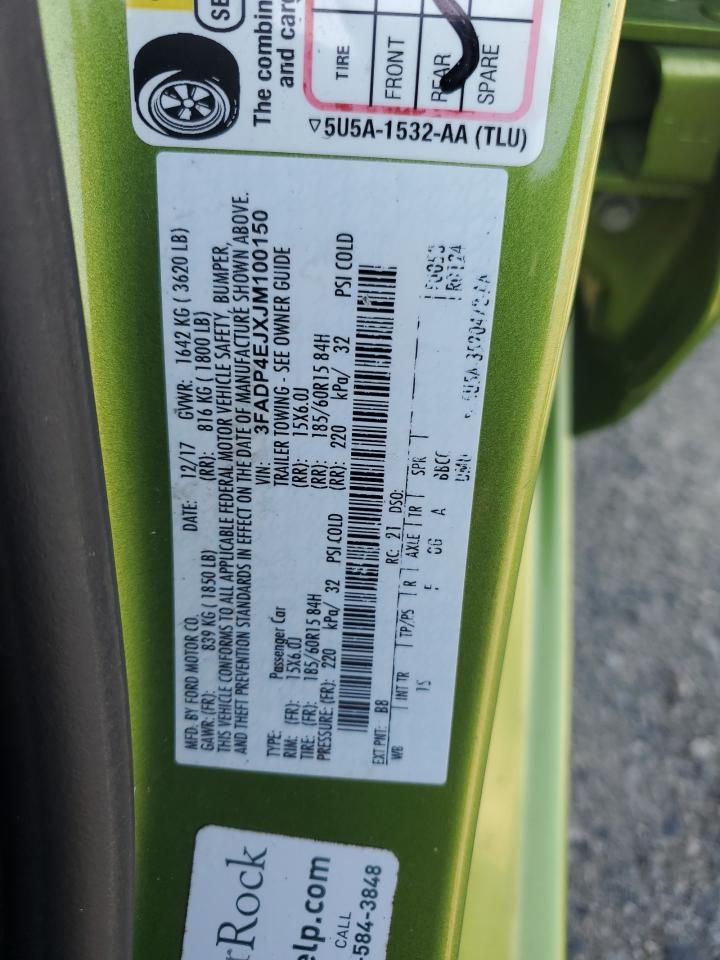 SE
The combin
and carg
TIRE
FRONT
REAR
SPARE
▽5U5A-1532-AA (TLU)
MFD. BY FORD MOTOR CO.
DATE: 12/17 GVWR: 1642 KG ( 3620 LB)
GAWR: (FR): 839 KG ( 1850 LB) (RR): 816 KG ( 1800 LB)
THIS VEHICLE CONFORMS TO ALL APPLICABLE FEDERAL MOTOR VEHICLE SAFETY, BUMPER,
AND THEFT PREVENTION STANDARDS IN EFFECT ON THE DATE OF MANUFACTURE SHOWN ABOVE.
VIN: 3FADP4EJXJM100150
TYPE: Passenger Car TRAILER TOWING - SEE OWNER GUIDE
RIM: (FR): 15X6.0J (RR): 15X6.0J
TIRE: (FR): 185/60R15 84H (RR): 185/60R15 84H
PRESSURE: (FR): 220 kPa/ 32 PSI COLD (RR): 220 kPa/ 32 PSI COLD
EXT PNT: B8 RC: 21 DSO:
WB INT TR TP/PS R AXLE TR SPR
15 A
rRock
elp.com
CALL
-584-3848